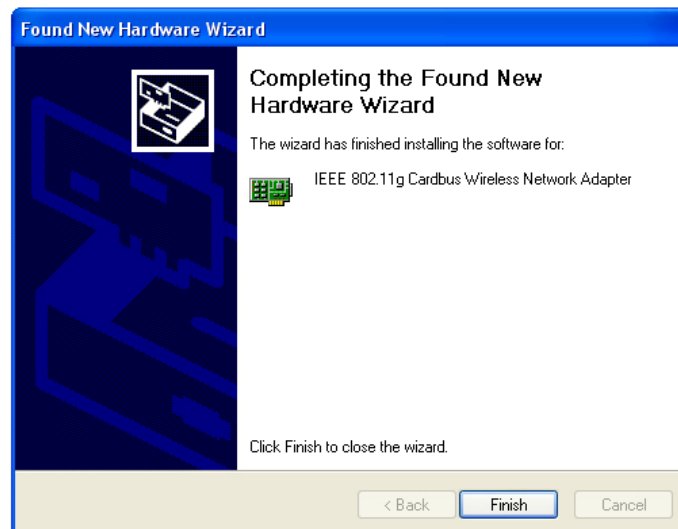 Found New Hardware Wizard
Completing the Found New
Hardware Wizard
The wizard has finished installing the software for:
IEEE 802.11g Cardbus Wireless Network Adapter
Click Finish to close the wizard.
< Back Finish Cancel